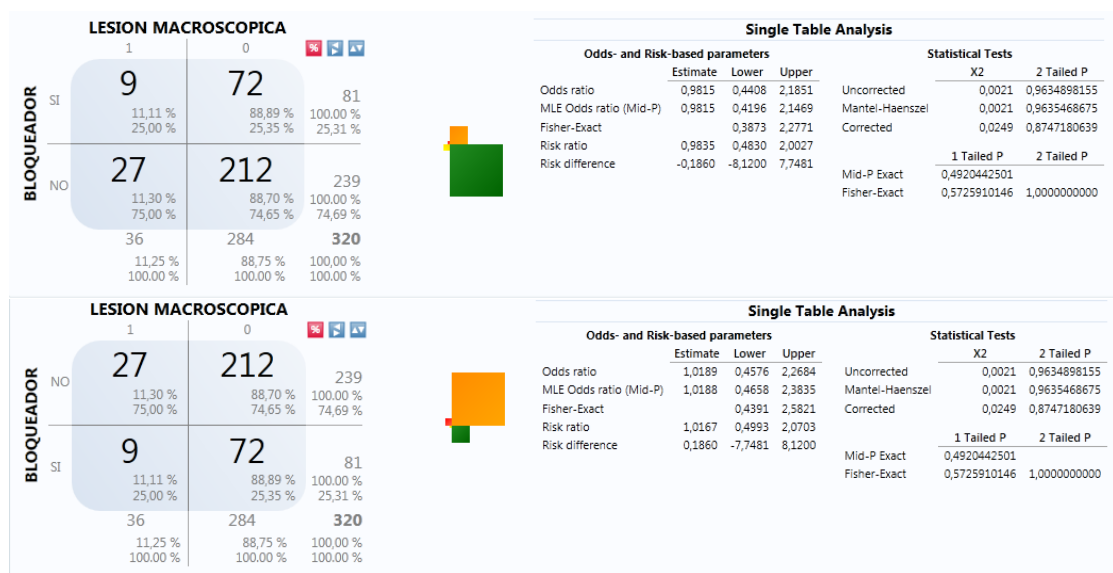 LESION MACROSCOPICA
1 0 %
BLOQUEADOR
SI 9 72 81
11,11 % 88,89 % 100.00 %
25,00 % 25,35 % 25,31 %
NO 27 212 239
11,30 % 88,70 % 100.00 %
75,00 % 74,65 % 74,69 %
36 284 320
11,25 % 88,75 % 100,00 %
100.00 % 100.00 % 100.00 %
Single Table Analysis
Odds- and Risk-based parameters
Estimate Lower Upper
Odds ratio 0,9815 0,4408 2,1851
MLE Odds ratio (Mid-P) 0,9815 0,4196 2,1469
Fisher-Exact 0,3873 2,2771
Risk ratio 0,9835 0,4830 2,0027
Risk difference -0,1860 -8,1200 7,7481
Statistical Tests
X2 2 Tailed P
Uncorrected 0,0021 0,9634898155
Mantel-Haenszel 0,0021 0,9635468675
Corrected 0,0249 0,8747180639
1 Tailed P 2 Tailed P
Mid-P Exact 0,4920442501
Fisher-Exact 0,5725910146 1,0000000000
LESION MACROSCOPICA
1 0 %
BLOQUEADOR
NO 27 212 239
11,30 % 88,70 % 100.00 %
75,00 % 74,65 % 74,69 %
SI 9 72 81
11,11 % 88,89 % 100.00 %
25,00 % 25,35 % 25,31 %
36 284 320
11,25 % 88,75 % 100,00 %
100.00 % 100.00 % 100.00 %
Single Table Analysis
Odds- and Risk-based parameters
Estimate Lower Upper
Odds ratio 1,0189 0,4576 2,2684
MLE Odds ratio (Mid-P) 1,0188 0,4658 2,3835
Fisher-Exact 0,4391 2,5821
Risk ratio 1,0167 0,4993 2,0703
Risk difference 0,1860 -7,7481 8,1200
Statistical Tests
X2 2 Tailed P
Uncorrected 0,0021 0,9634898155
Mantel-Haenszel 0,0021 0,9635468675
Corrected 0,0249 0,8747180639
1 Tailed P 2 Tailed P
Mid-P Exact 0,4920442501
Fisher-Exact 0,5725910146 1,0000000000